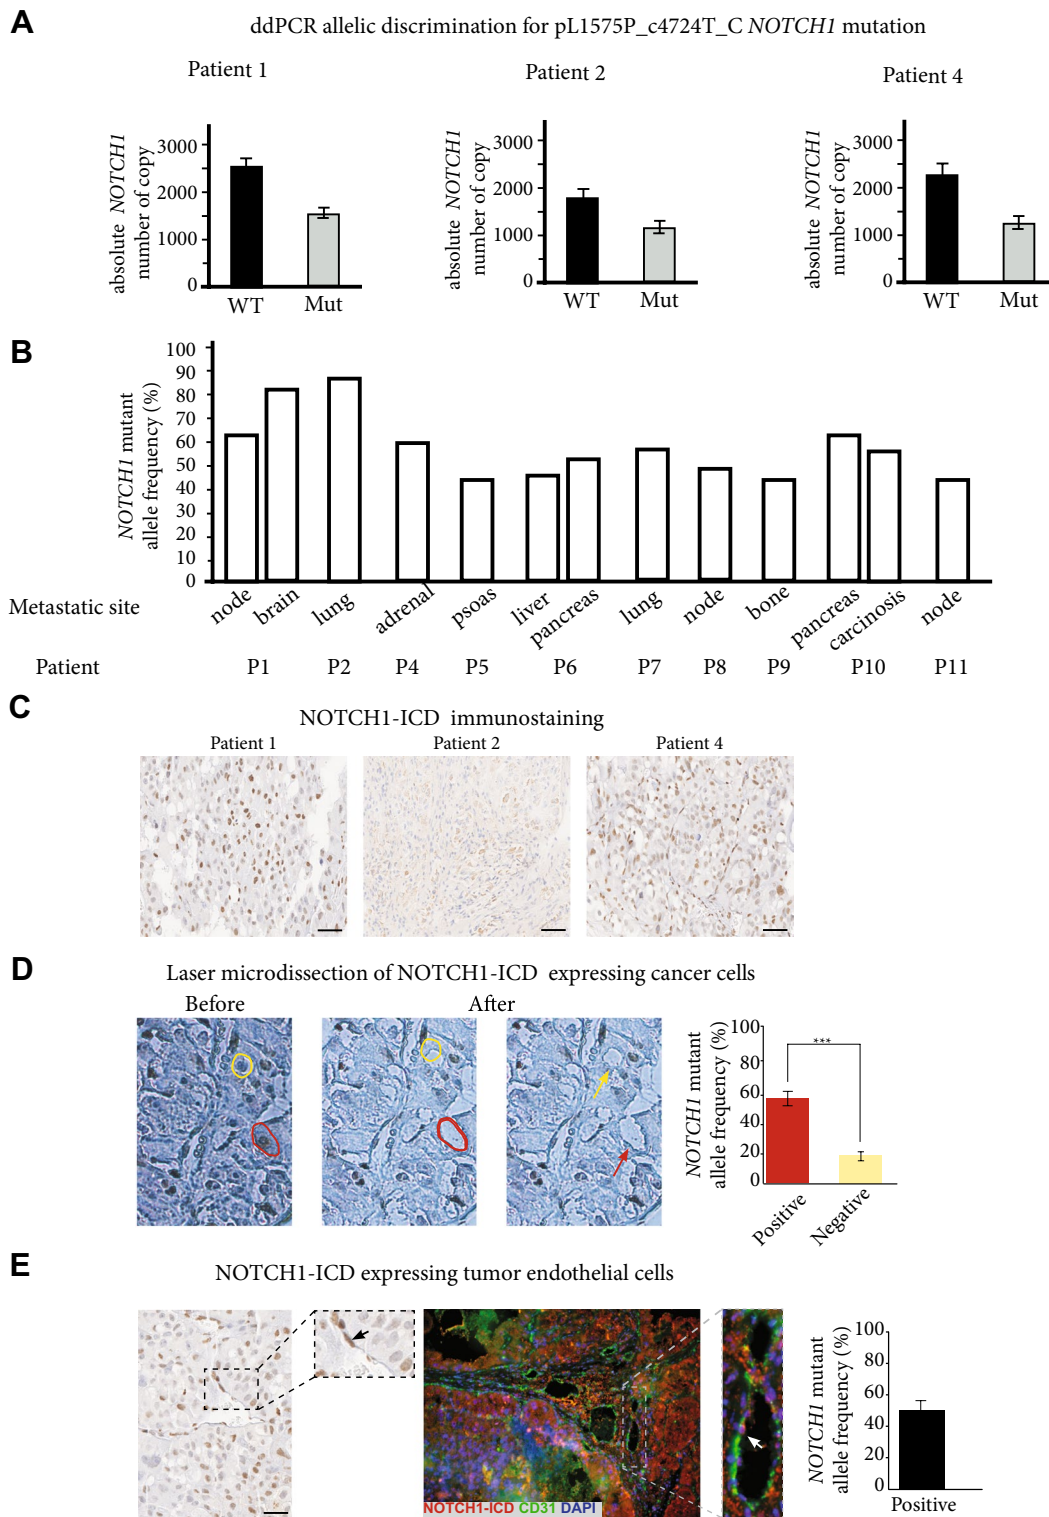 A
ddPCR allelic discrimination for pL1575P_c4724T_C NOTCH1 mutation
Patient 1
Patient 2
Patient 4
absolute NOTCH1
number of copy
3000
2000
1000
0
WT
Mut
absolute NOTCH1
number of copy
3000
2000
1000
0
WT
Mut
absolute NOTCH1
number of copy
3000
2000
1000
0
WT
Mut
B
NOTCH1 mutant
allele frequency (%)
100
90
80
70
60
50
40
30
20
10
0
Metastatic site
node
brain
lung
adrenal
psoas
liver
pancreas
lung
node
bone
pancreas
carcinosis
node
Patient
P1
P2
P4
P5
P6
P7
P8
P9
P10
P11
C
NOTCH1-ICD immunostaining
Patient 1
Patient 2
Patient 4
D
Laser microdissection of NOTCH1-ICD expressing cancer cells
Before
After
NOTCH1 mutant
allele frequency (%)
100
80
60
40
20
0
***
Positive
Negative
E
NOTCH1-ICD expressing tumor endothelial cells
NOTCH1-ICD CD31 DAPI
NOTCH1 mutant
allele frequency (%)
100
80
60
40
20
0
Positive